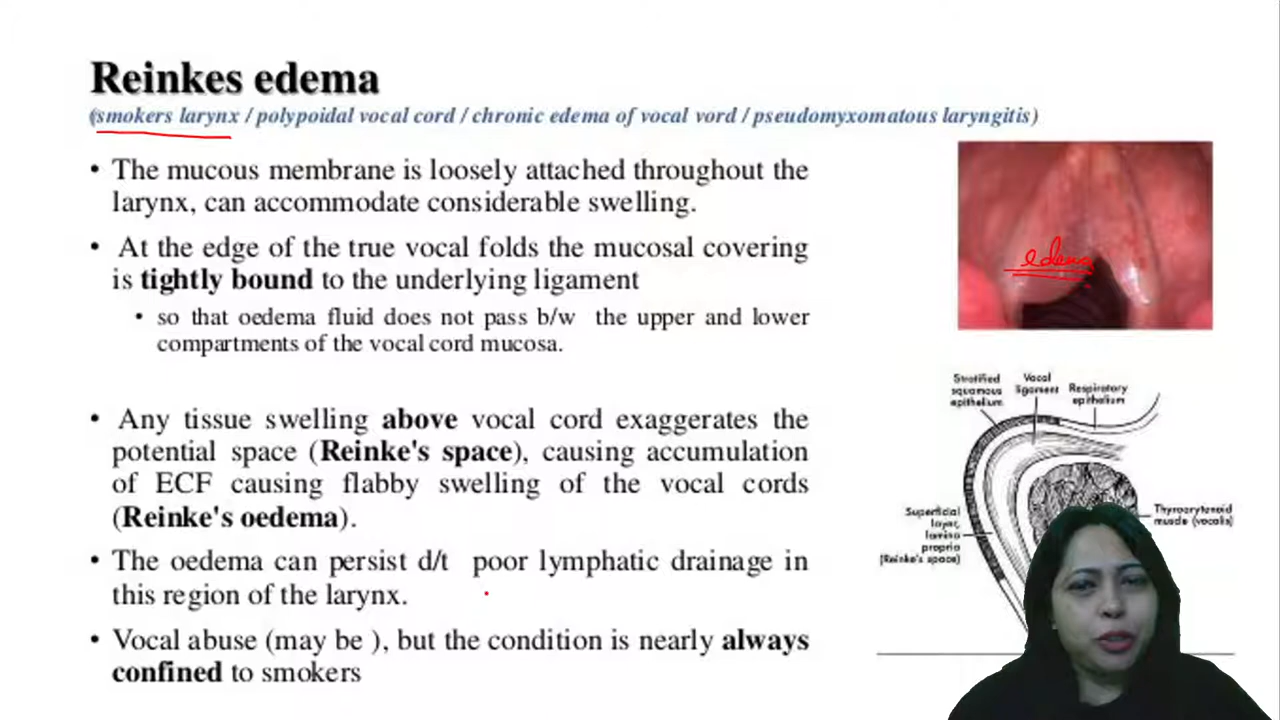 Reinkes edema
(smokers larynx / polypoidal vocal cord / chronic edema of vocal vord / pseudomyxomatous laryngitis)
• The mucous membrane is loosely attached throughout the
larynx, can accommodate considerable swelling.
• At the edge of the true vocal folds the mucosal covering
is tightly bound to the underlying ligament
• so that oedema fluid does not pass b/w the upper and lower
compartments of the vocal cord mucosa.
• Any tissue swelling above vocal cord exaggerates the
potential space (Reinke's space), causing accumulation
of ECF causing flabby swelling of the vocal cords
(Reinke's oedema).
• The oedema can persist d/t poor lymphatic drainage in
this region of the larynx.
• Vocal abuse (may be ), but the condition is nearly always
confined to smokers
edema
Stratified
squamous
epithelium
Vocal
ligament
Respiratory
epithelium
Superficial
layer,
lamina
propria
(Reinke's space)
Thyroarytenoid
muscle (vocalis)